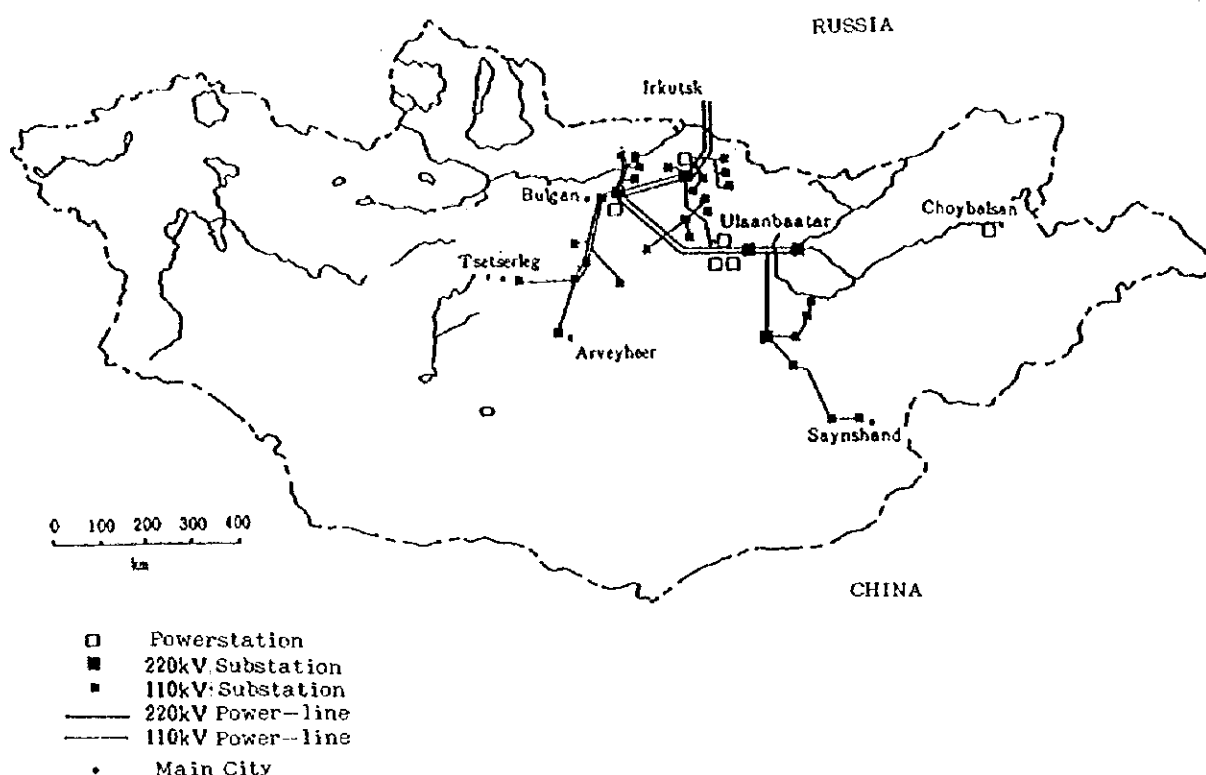 RUSSIA
Irkutsk
Bulgan
Ulaanbaatar
Choybalsan
Tsetserleg
Arveyheer
Saynshand
0 100 200 300 400
km
CHINA
Powerstation
220kV Substation
110kV Substation
220kV Power-line
110kV Power-line
Main City